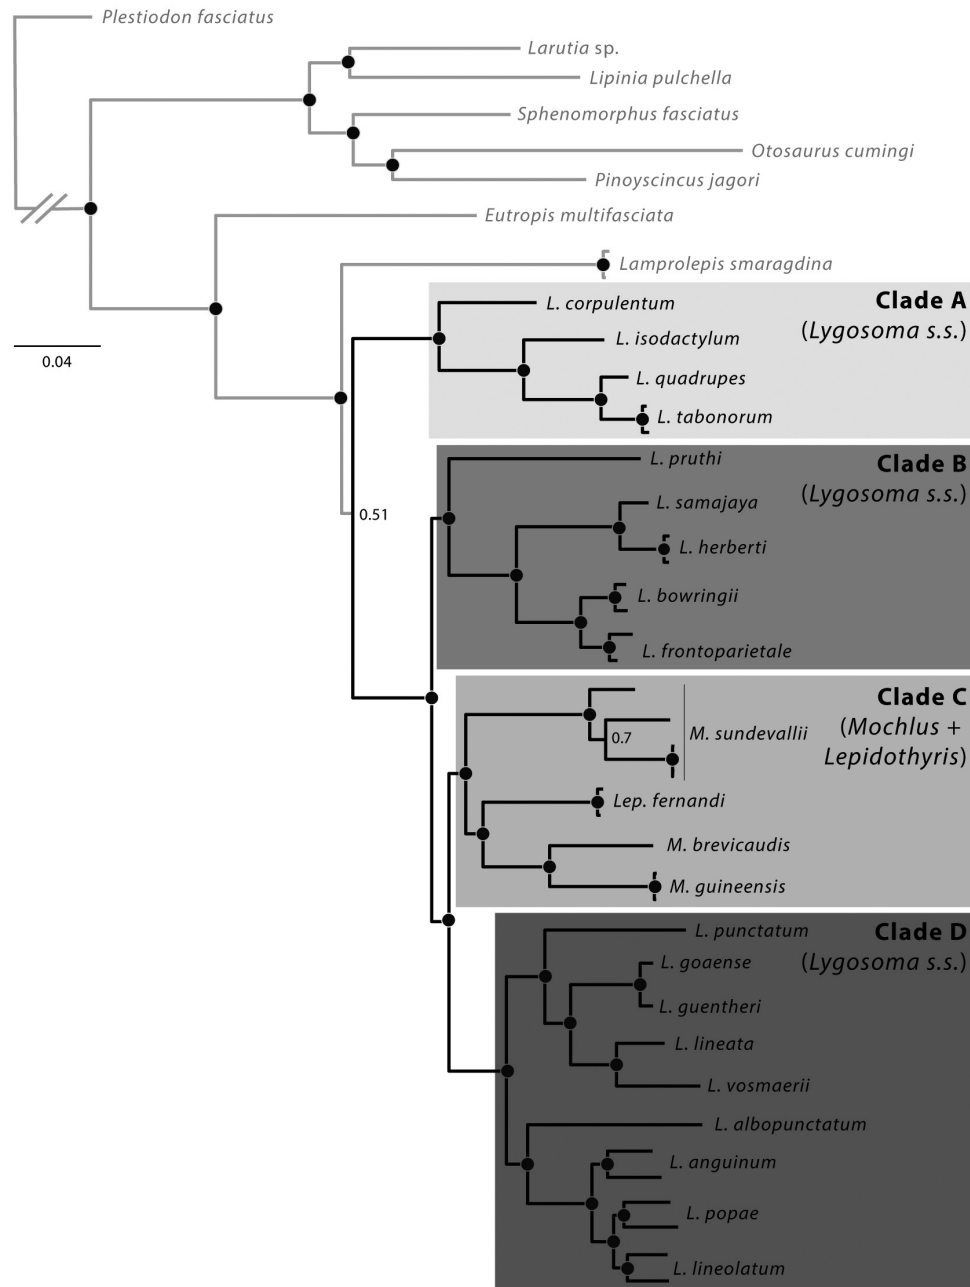 Plestiodon fasciatus
Larutia sp.
Lipinia pulchella
Sphenomorphus fasciatus
Otosaurus cumingi
Pinoyscincus jagori
Eutropis multifasciata
Lamprolepis smaragdina
Clade A
(Lygosoma s.s.)
L. corpulentum
L. isodactylum
L. quadrupes
L. tabonorum
0.04
Clade B
(Lygosoma s.s.)
L. pruthi
L. samajaya
0.51
L. herberti
L. bowringii
L. frontoparietale
Clade C
(Mochlus +
Lepidothyris)
M. sundevallii
0.7
Lep. fernandi
M. brevicaudis
M. guineensis
Clade D
(Lygosoma s.s.)
L. punctatum
L. goaense
L. guentheri
L. lineata
L. vosmaerii
L. albopunctatum
L. anguinum
L. popae
L. lineolatum